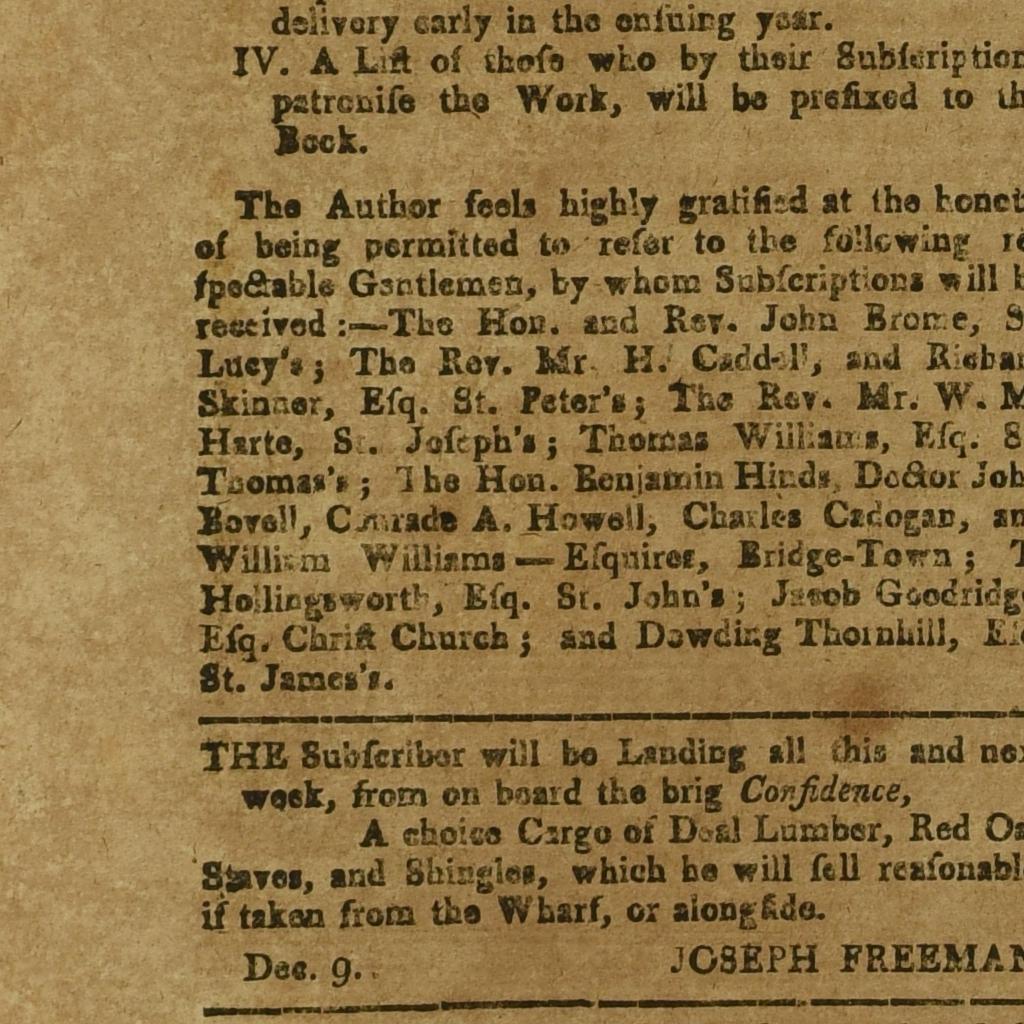 delivery early in the enſuing year.
IV. A Liſt of thoſe who by their Subſcription
patroniſe the Work, will be prefixed to th
Book.
The Author feels highly gratified at the honou
of being permitted to refer to the following re
ſpectable Gentlemen, by whom Subſcriptions will b
received :—The Hon. and Rev. John Brome, S
Lucy's ; The Rev. Mr. H. Caddell, and Richar
Skinner, Eſq. St. Peter's ; The Rev. Mr. W. M
Harte, St. Joſeph's ; Thomas Williams, Eſq. S
Thomas's ; The Hon. Benjamin Hinds, Doctor Joh
Bovell, Conrade A. Howell, Charles Cadogan, an
William Williams — Eſquires, Bridge-Town ; T
Hollingsworth, Eſq. St. John's ; Jacob Goodridge
Eſq. Chriſt Church ; and Dowding Thornhill, Eſ
St. James's.
THE Subſcriber will be Landing all this and nex
week, from on board the brig Confidence,
A choice Cargo of Deal Lumber, Red Oa
Staves, and Shingles, which he will ſell reaſonabl
if taken from the Wharf, or alongſide.
Dec. 9. JOSEPH FREEMAN